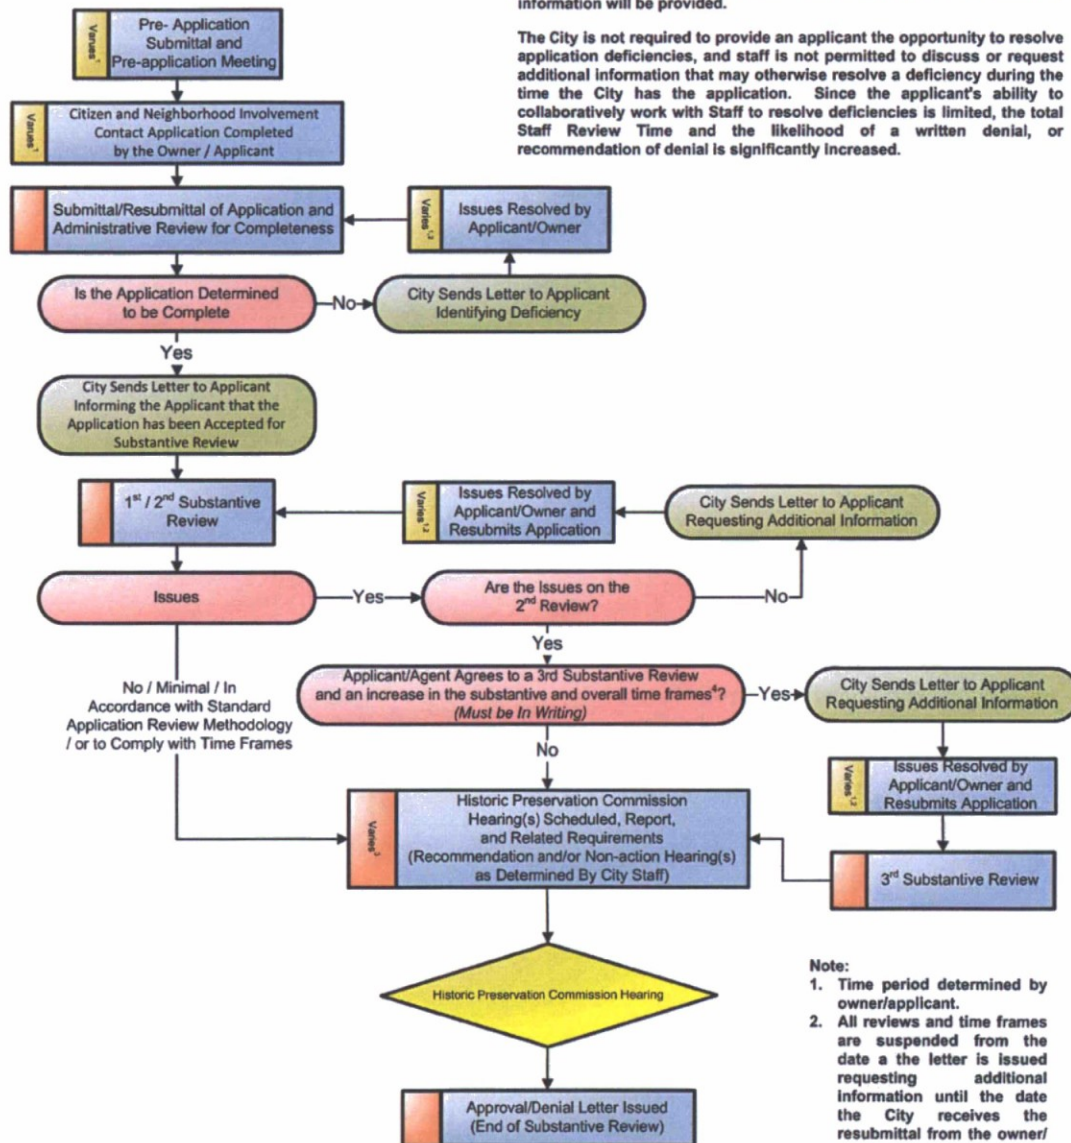 information will be provided.
The City is not required to provide an applicant the opportunity to resolve
application deficiencies, and staff is not permitted to discuss or request
additional information that may otherwise resolve a deficiency during the
time the City has the application. Since the applicant's ability to
collaboratively work with Staff to resolve deficiencies is limited, the total
Staff Review Time and the likelihood of a written denial, or
recommendation of denial is significantly increased.
Varies¹
Pre- Application
Submittal and
Pre-application Meeting
Varies¹
Citizen and Neighborhood Involvement
Contact Application Completed
by the Owner / Applicant
Submittal/Resubmittal of Application and
Administrative Review for Completeness
Varies¹,²
Issues Resolved by
Applicant/Owner
Is the Application Determined
to be Complete
No
City Sends Letter to Applicant
Identifying Deficiency
Yes
City Sends Letter to Applicant
Informing the Applicant that the
Application has been Accepted for
Substantive Review
1st / 2nd Substantive
Review
Varies¹,²
Issues Resolved by
Applicant/Owner and
Resubmits Application
City Sends Letter to Applicant
Requesting Additional Information
Issues
Yes
Are the Issues on the
2nd Review?
No
Yes
No / Minimal / In
Accordance with Standard
Application Review Methodology
/ or to Comply with Time Frames
Applicant/Agent Agrees to a 3rd Substantive Review
and an increase in the substantive and overall time frames⁴?
(Must be In Writing)
Yes
City Sends Letter to Applicant
Requesting Additional Information
No
Varies¹,²
Issues Resolved by
Applicant/Owner and
Resubmits Application
Varies³
Historic Preservation Commission
Hearing(s) Scheduled, Report,
and Related Requirements
(Recommendation and/or Non-action Hearing(s)
as Determined By City Staff)
3rd Substantive Review
Historic Preservation Commission Hearing
Approval/Denial Letter Issued
(End of Substantive Review)
Note:
1. Time period determined by
owner/applicant.
2. All reviews and time frames
are suspended from the
date a the letter is issued
requesting additional
information until the date
the City receives the
resubmittal from the owner/